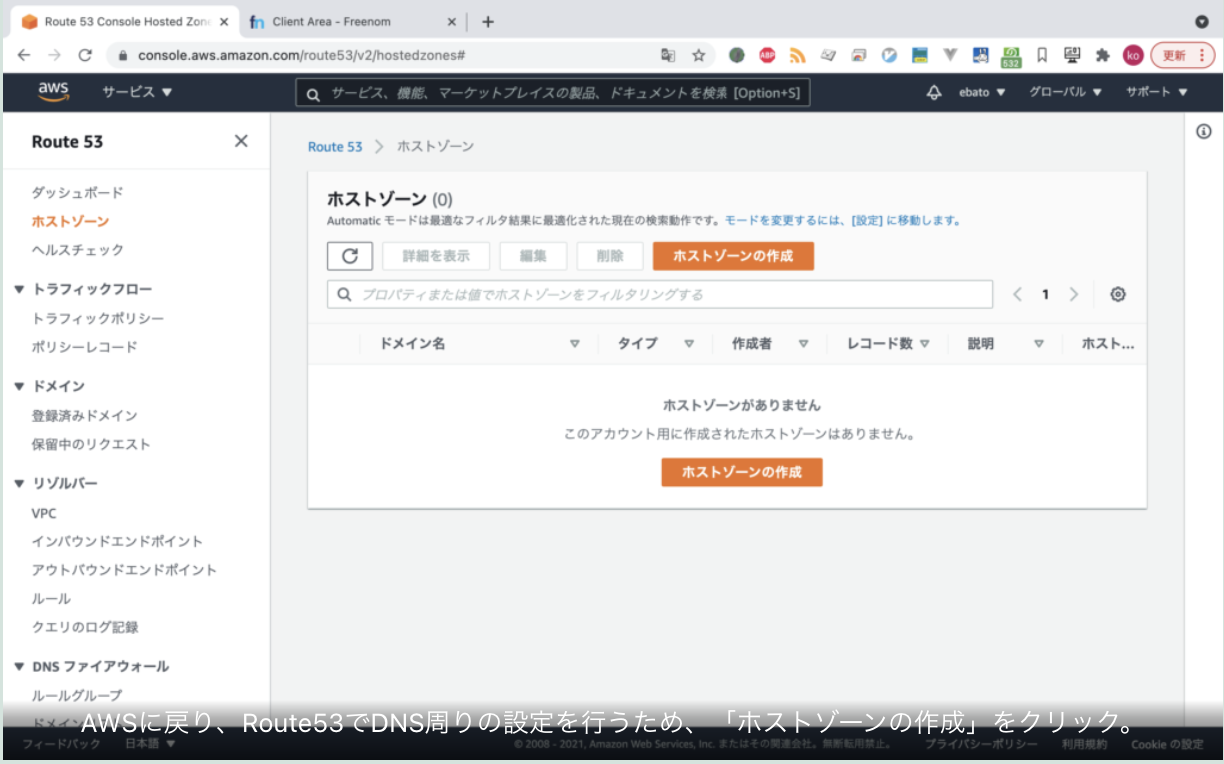 Route 53 Console Hosted Zon
Client Area - Freenom
console.aws.amazon.com/route53/v2/hostedzones#
ABP
532
ko
更新
aws
サービス
サービス、機能、マーケットプレイスの製品、ドキュメントを検索 [Option+S]
ebato
グローバル
サポート
Route 53
Route 53
ホストゾーン
ダッシュボード
ホストゾーン
ヘルスチェック
トラフィックフロー
トラフィックポリシー
ポリシーレコード
ドメイン
登録済みドメイン
保留中のリクエスト
リゾルバー
VPC
インバウンドエンドポイント
アウトバウンドエンドポイント
ルール
クエリのログ記録
DNS ファイアウォール
ルールグループ
ドメイン
ホストゾーン (0)
Automatic モードは最適なフィルタ結果に最適化された現在の検索動作です。モードを変更するには、[設定] に移動します。
詳細を表示
編集
削除
ホストゾーンの作成
プロパティまたは値でホストゾーンをフィルタリングする
1
ドメイン名
タイプ
作成者
レコード数
説明
ホスト...
ホストゾーンがありません
このアカウント用に作成されたホストゾーンはありません。
ホストゾーンの作成
AWSに戻り、Route53でDNS周りの設定を行うため、「ホストゾーンの作成」をクリック。
フィードバック
日本語
© 2008 - 2021, Amazon Web Services, Inc. またはその関連会社。無断転用禁止。
プライバシーポリシー
利用規約
Cookie の設定